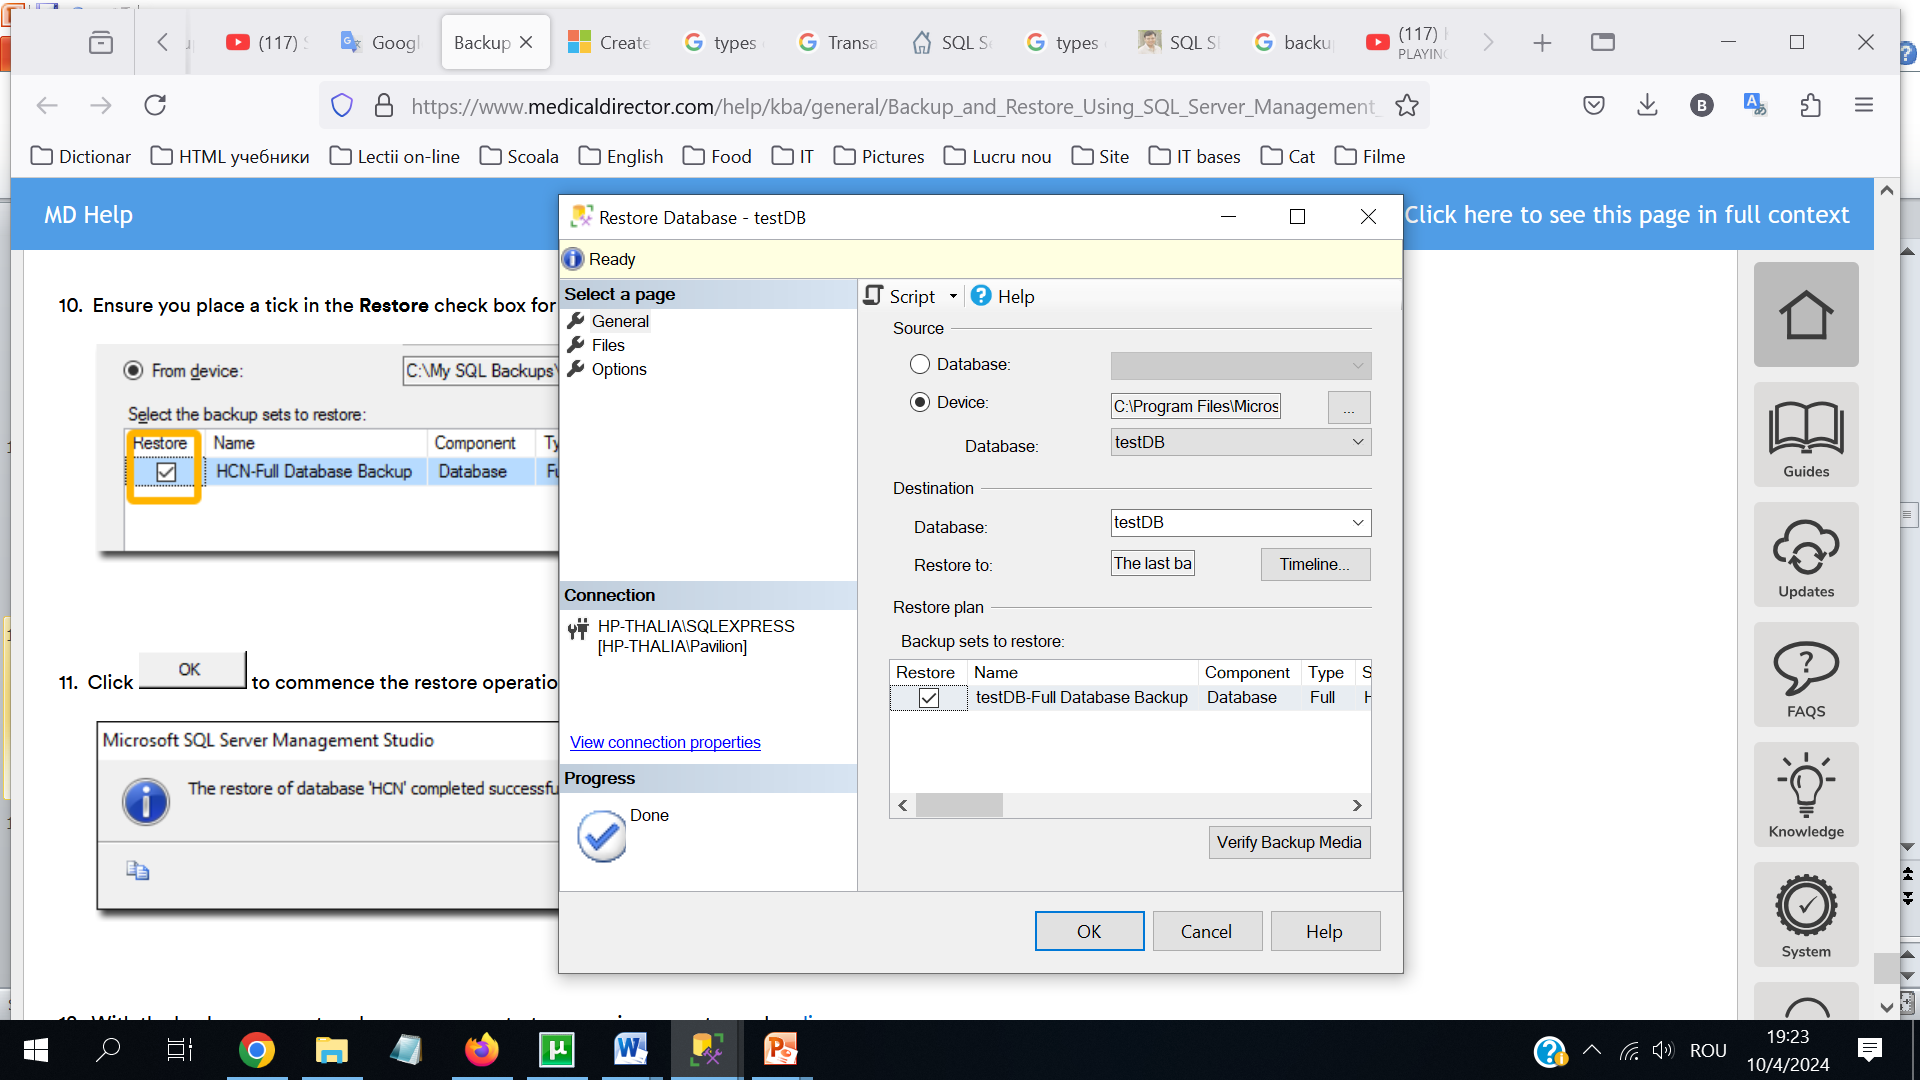 (117)
Googl
Backup
Create
types
Transa
SQL S
types
SQL S
backu
(117)
PLAYING
https://www.medicaldirector.com/help/kba/general/Backup_and_Restore_Using_SQL_Server_Management_
B
Dictionar HTML учебники Lectii on-line Scoala English Food IT Pictures Lucru nou Site IT bases Cat Filme
MD Help
Click here to see this page in full context
10. Ensure you place a tick in the Restore check box for
From device: C:\My SQL Backups\
Select the backup sets to restore:
Restore Name Component Ty
HCN-Full Database Backup Database Fu
11. Click OK to commence the restore operatio
Microsoft SQL Server Management Studio
The restore of database 'HCN' completed successfu
Restore Database - testDB
Ready
Select a page
General
Files
Options
Connection
HP-THALIA\SQLEXPRESS
[HP-THALIA\Pavilion]
View connection properties
Progress
Done
Script Help
Source
Database:
Device: C:\Program Files\Micros ...
Database: testDB
Destination
Database: testDB
Restore to: The last ba Timeline...
Restore plan
Backup sets to restore:
Restore Name Component Type S
testDB-Full Database Backup Database Full H
Verify Backup Media
OK Cancel Help
Guides
Updates
FAQS
Knowledge
System
ROU
19:23
10/4/2024